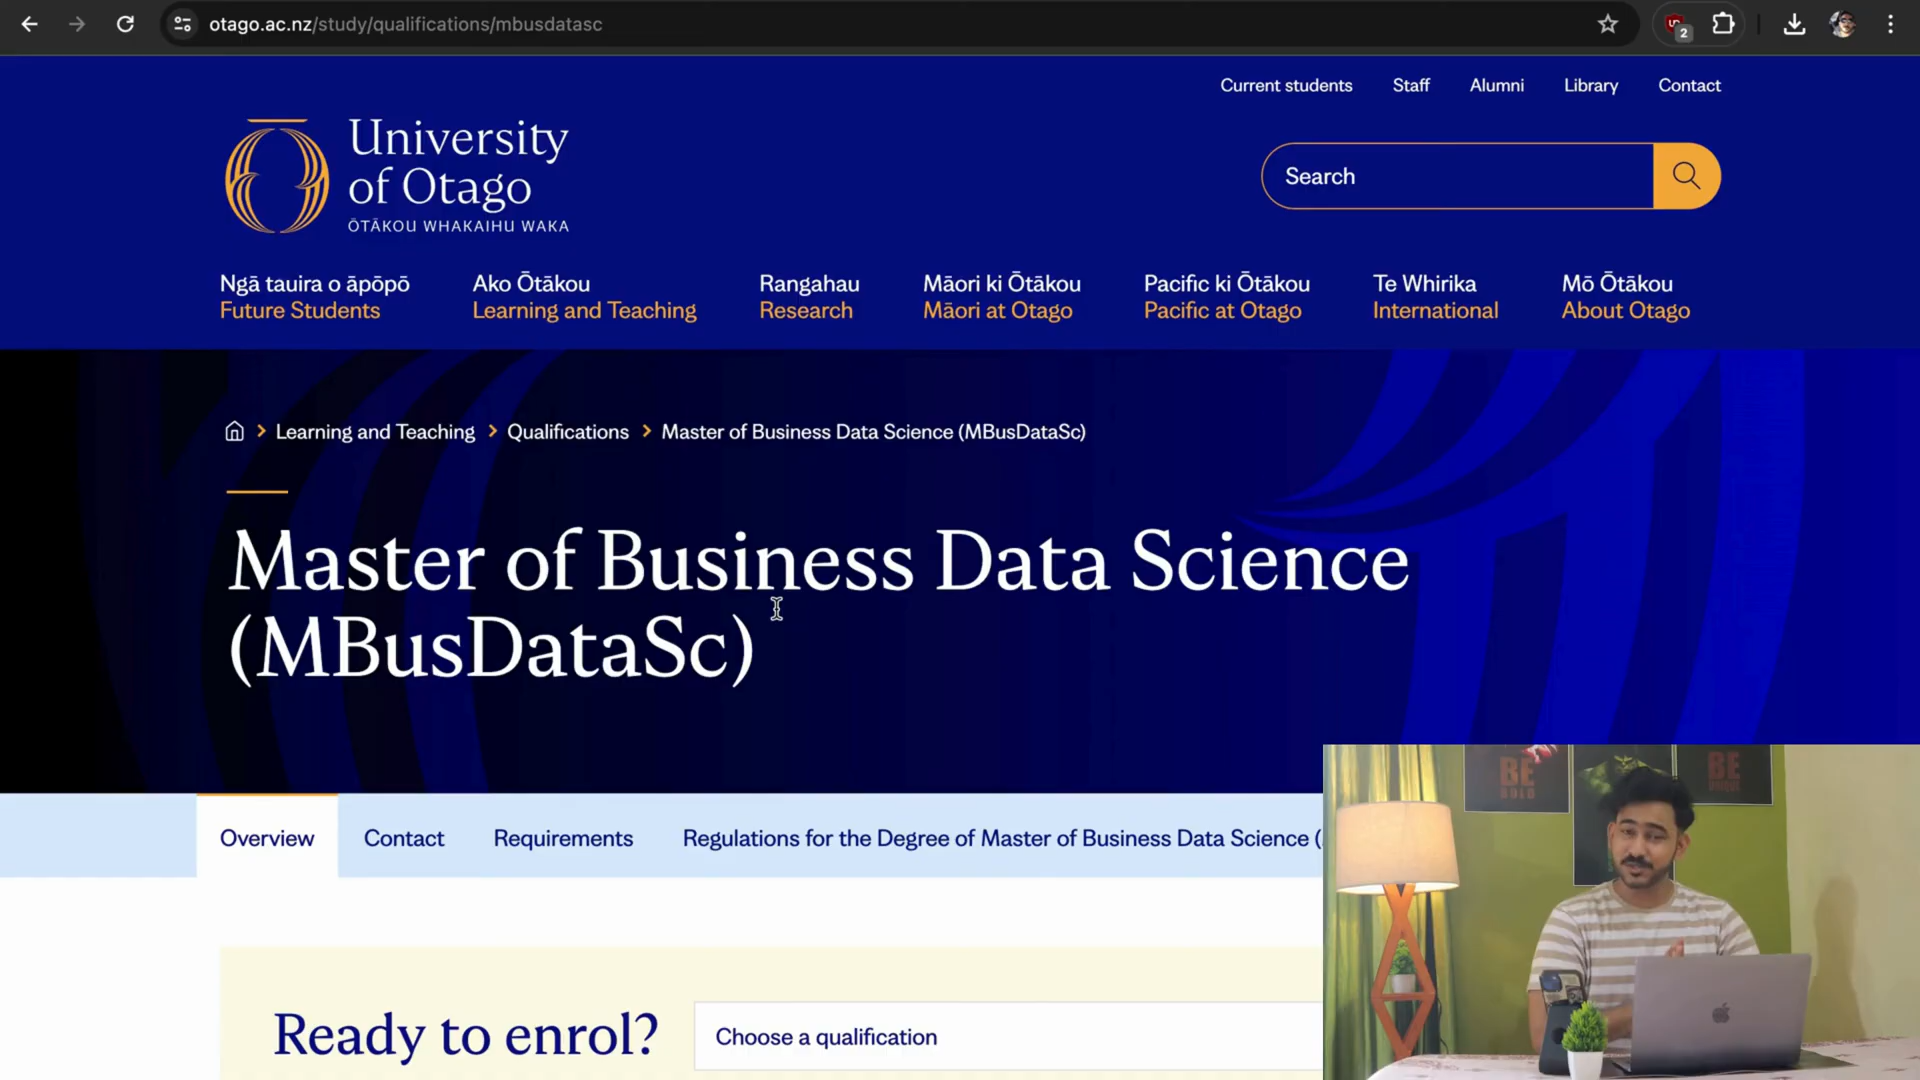 otago.ac.nz/study/qualifications/mbusdatasc
2
Current students Staff Alumni Library Contact
University
of Otago
ŌTĀKOU WHAKAIHU WAKA
Search
Ngā tauira o āpōpō
Future Students
Ako Ōtākou
Learning and Teaching
Rangahau
Research
Māori ki Ōtākou
Māori at Otago
Pacific ki Ōtākou
Pacific at Otago
Te Whirika
International
Mō Ōtākou
About Otago
Learning and Teaching > Qualifications > Master of Business Data Science (MBusDataSc)
Master of Business Data Science
(MBusDataSc)
Overview Contact Requirements Regulations for the Degree of Master of Business Data Science (
Ready to enrol?
Choose a qualification
BE
BOLD
BE